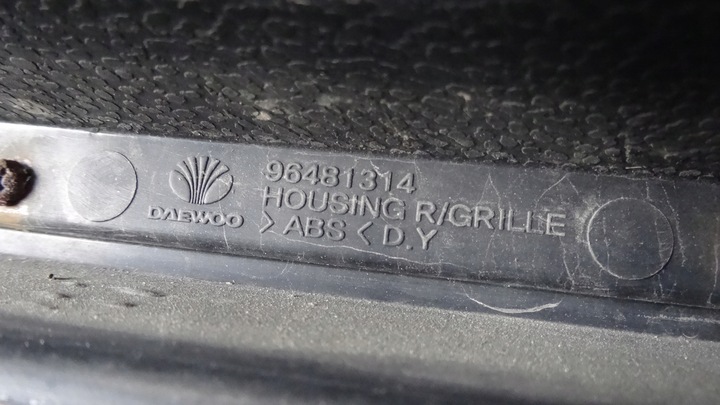 DAEWOO
96481314
HOUSING R/GRILLE
>ABS< D.Y